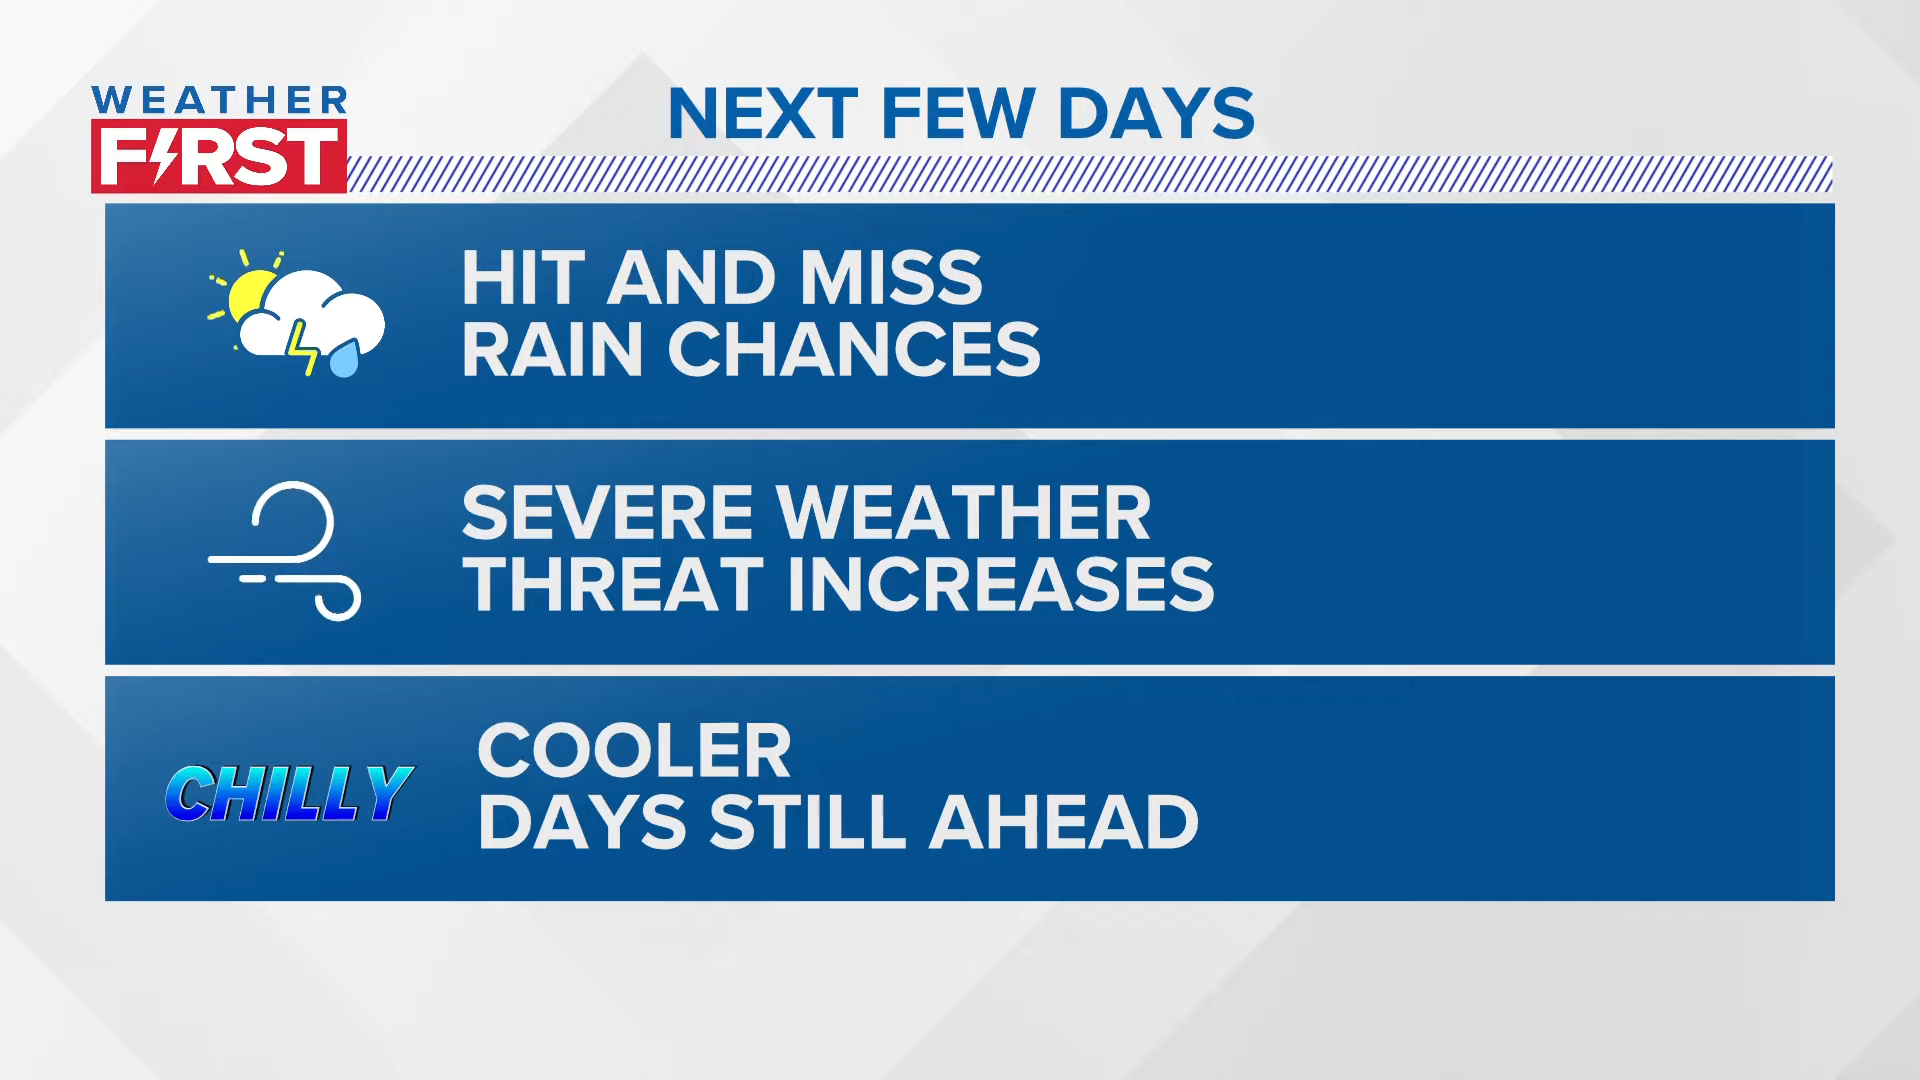 WEATHER
FIRST
NEXT FEW DAYS
HIT AND MISS
RAIN CHANCES
SEVERE WEATHER
THREAT INCREASES
CHILLY
COOLER
DAYS STILL AHEAD